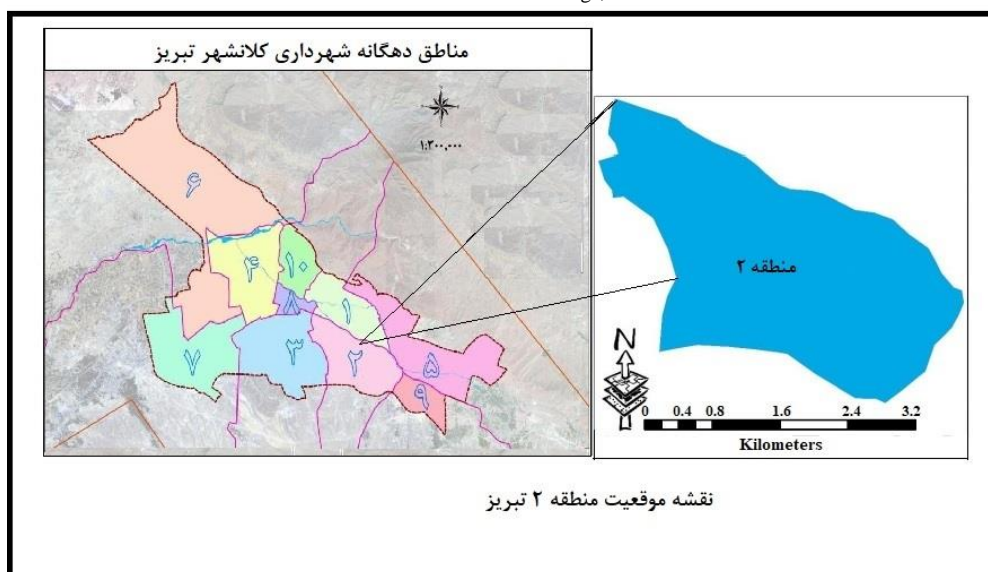 مناطق دهگانه شهرداری کلانشهر تبریز
۱:۲۰۰,۰۰۰
۶
۴
۱۰
۸
۱
۷
۳
۲
۵
۹
منطقه ۲
N
0 0.4 0.8 1.6 2.4 3.2
Kilometers
نقشه موقعیت منطقه ۲ تبریز